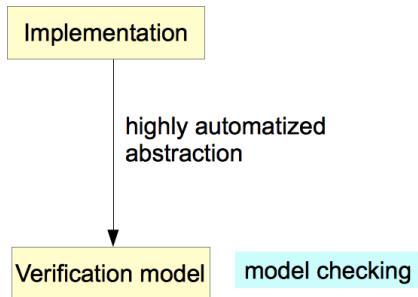 Implementation
highly automatized
abstraction
Verification model
model checking